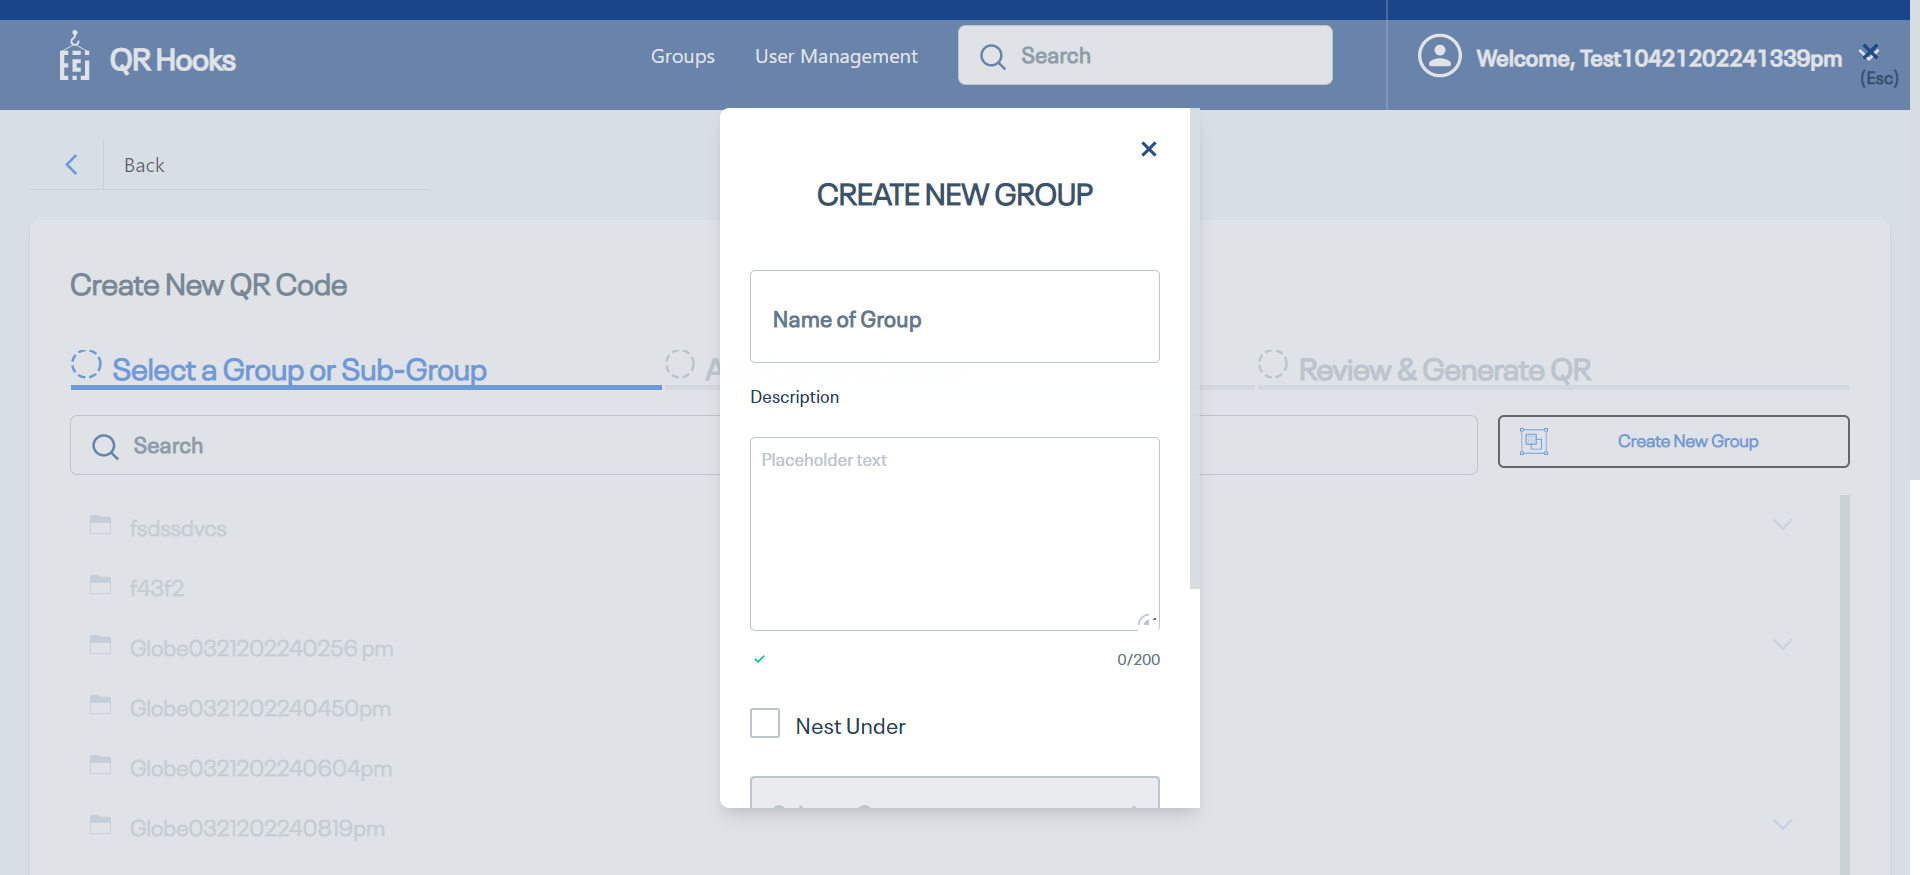 QR Hooks
Groups
User Management
Search
Welcome, Test10421202241339pm
(Esc)
Back
CREATE NEW GROUP
Create New QR Code
Name of Group
Select a Group or Sub-Group
A
Review & Generate QR
Description
Search
Create New Group
Placeholder text
fsdssdvcs
f43f2
Globe0321202240256 pm
0/200
Globe0321202240450pm
Nest Under
Globe0321202240604pm
Globe0321202240819pm